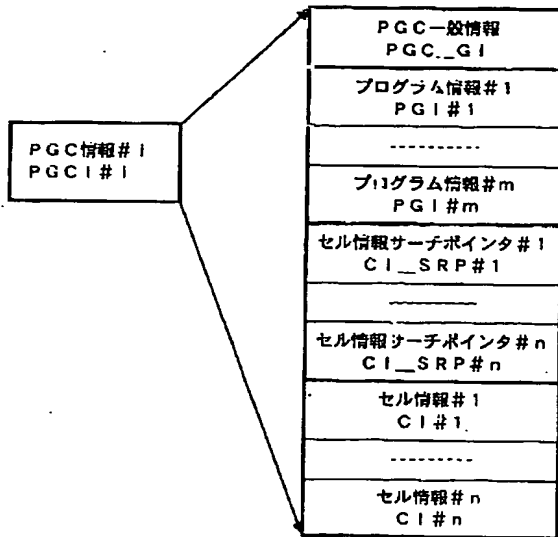 PGC情報#i
PGCI#i
PGC一般情報
PGC_GI
プログラム情報#1
PGI#1
プログラム情報#m
PGI#m
セル情報サーチポインタ#1
CI_SRP#1
セル情報サーチポインタ#n
CI_SRP#n
セル情報#1
CI#1
セル情報#n
CI#n